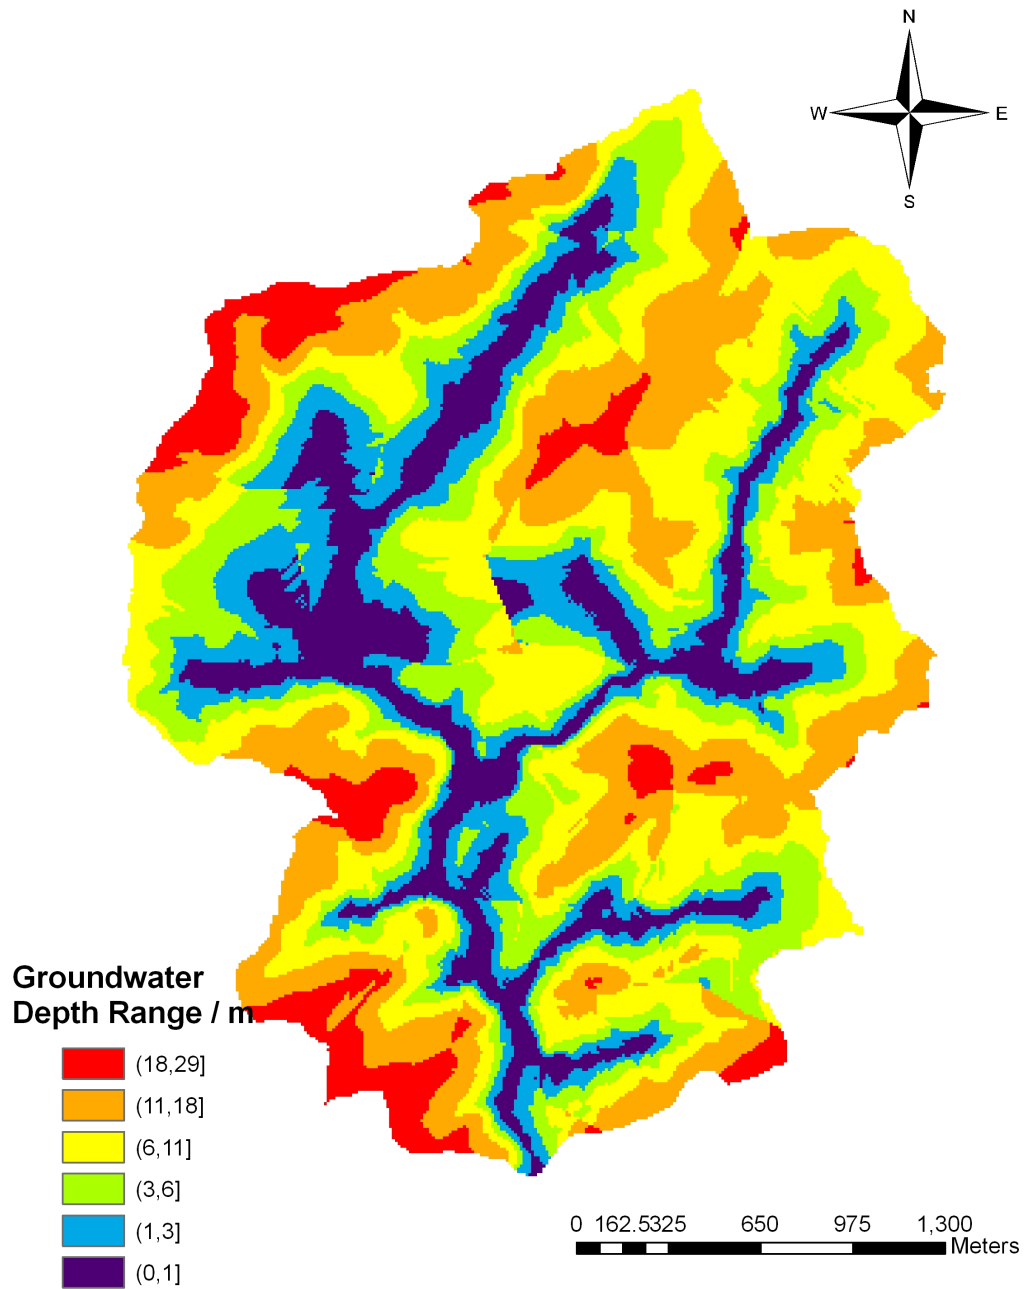 N
W E
S
Groundwater
Depth Range / m
(18,29]
(11,18]
(6,11]
(3,6]
(1,3]
(0,1]
0 162.5325 650 975 1,300
Meters